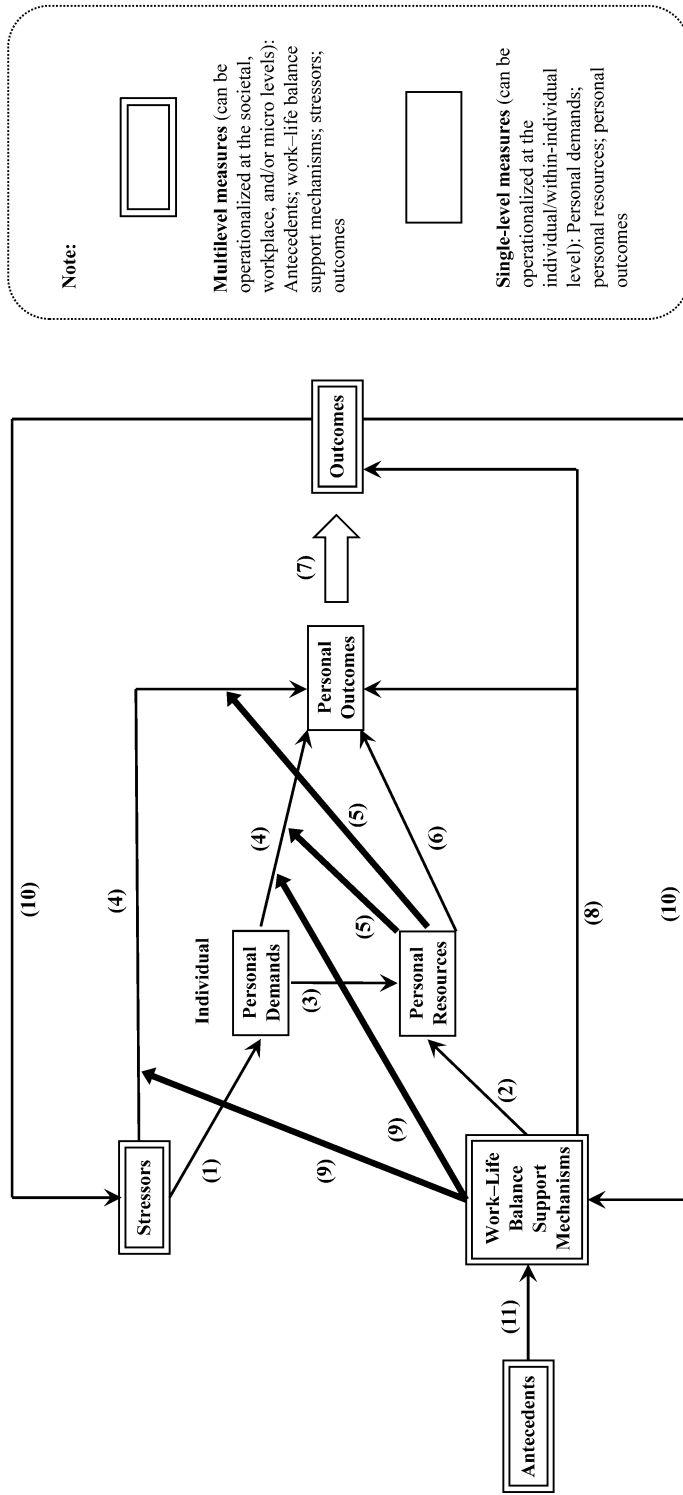 (10)
(4)
Stressors
(1)
(9)
Individual
Personal
Demands
(4)
(3)
(5)
(5)
Personal
Outcomes
(7)
Outcomes
(9)
Personal
Resources
(6)
(2)
Antecedents
(11)
Work–Life
Balance
Support
Mechanisms
(8)
(10)
Note:
Multilevel measures (can be
operationalized at the societal,
workplace, and/or micro levels):
Antecedents; work–life balance
support mechanisms; stressors;
outcomes
Single-level measures (can be
operationalized at the
individual/within-individual
level): Personal demands;
personal resources; personal
outcomes